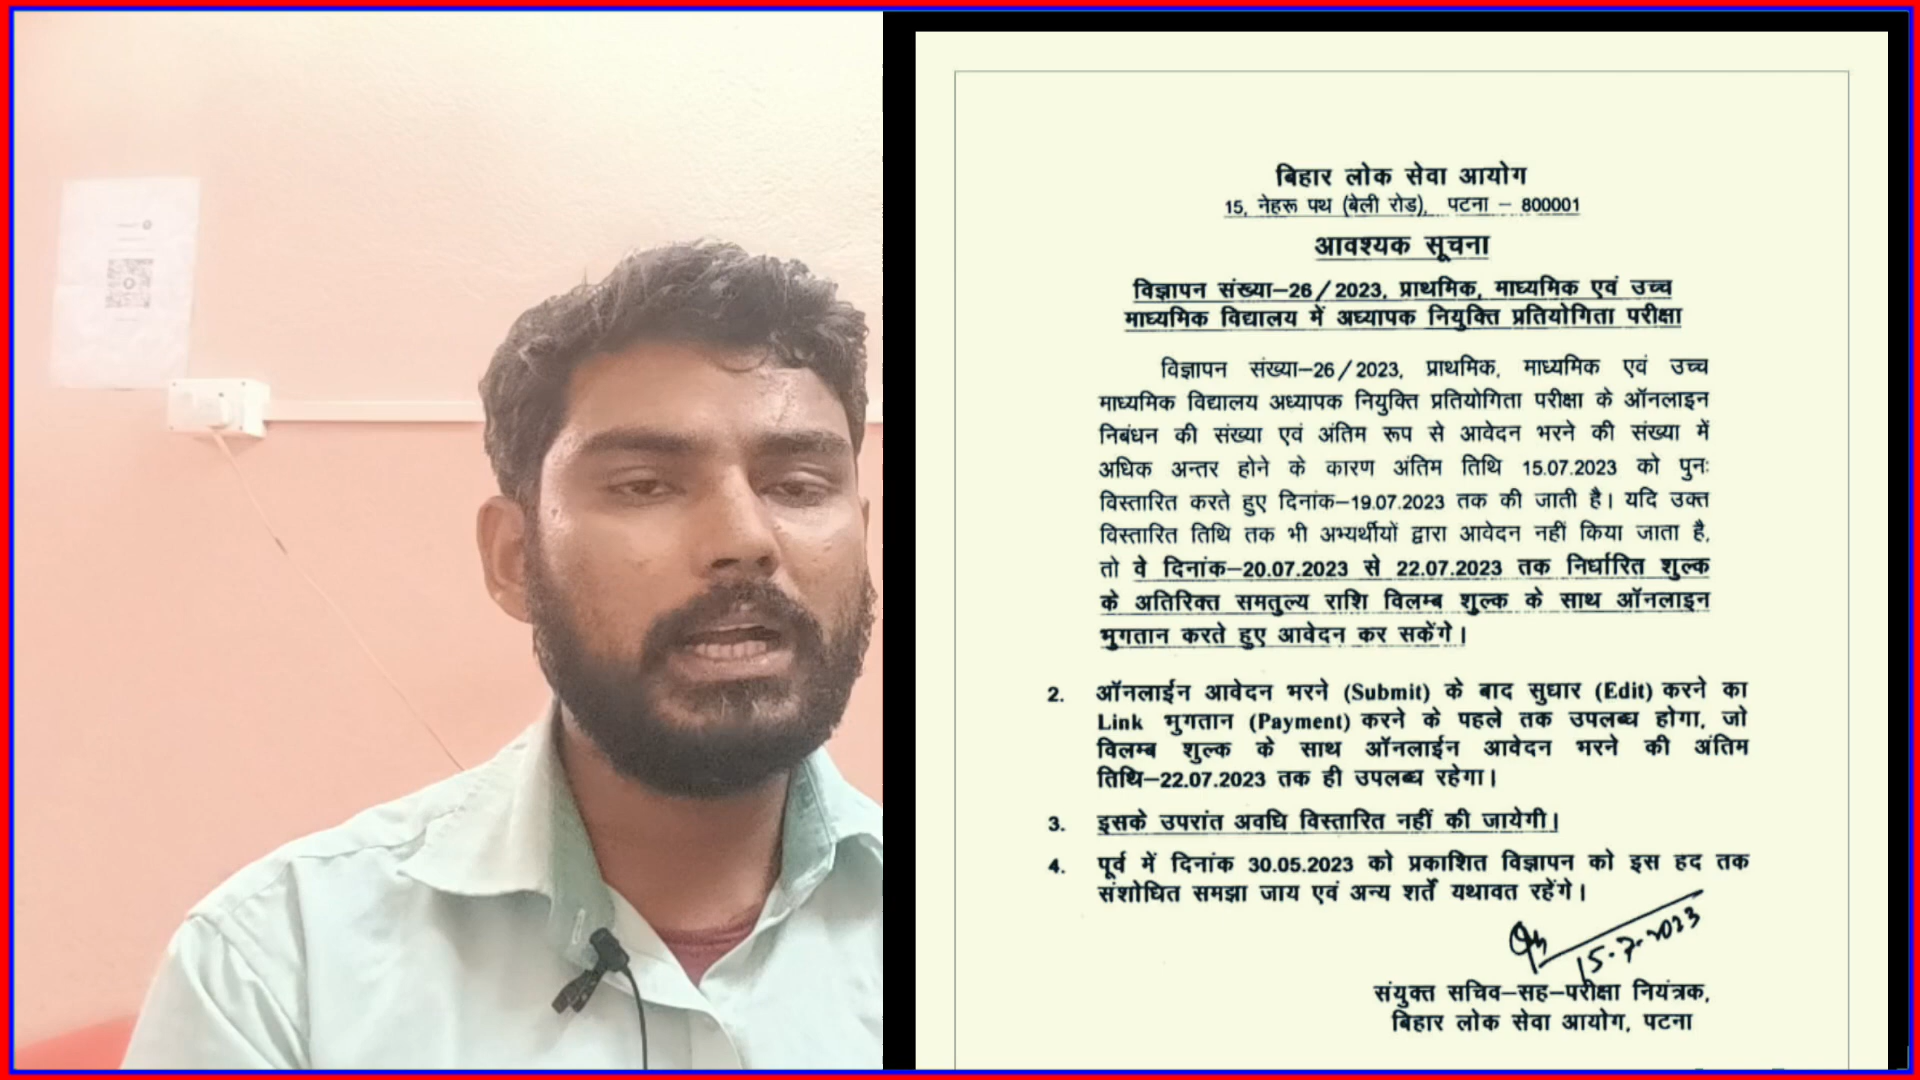 बिहार लोक सेवा आयोग
15, नेहरू पथ (बेली रोड), पटना – 800001
आवश्यक सूचना
विज्ञापन संख्या–26/2023, प्राथमिक, माध्यमिक एवं उच्च
माध्यमिक विद्यालय में अध्यापक नियुक्ति प्रतियोगिता परीक्षा
विज्ञापन संख्या–26/2023, प्राथमिक, माध्यमिक एवं उच्च
माध्यमिक विद्यालय अध्यापक नियुक्ति प्रतियोगिता परीक्षा के ऑनलाइन
निबंधन की संख्या एवं अंतिम रूप से आवेदन भरने की संख्या में
अधिक अन्तर होने के कारण अंतिम तिथि 15.07.2023 को पुनः
विस्तारित करते हुए दिनांक–19.07.2023 तक की जाती है। यदि उक्त
विस्तारित तिथि तक भी अभ्यर्थीयों द्वारा आवेदन नहीं किया जाता है,
तो वे दिनांक–20.07.2023 से 22.07.2023 तक निर्धारित शुल्क
के अतिरिक्त समतुल्य राशि विलम्ब शुल्क के साथ ऑनलाइन
भुगतान करते हुए आवेदन कर सकेंगे।
2. ऑनलाईन आवेदन भरने (Submit) के बाद सुधार (Edit) करने का
Link भुगतान (Payment) करने के पहले तक उपलब्ध होगा, जो
विलम्ब शुल्क के साथ ऑनलाईन आवेदन भरने की अंतिम
तिथि–22.07.2023 तक ही उपलब्ध रहेगा।
3. इसके उपरांत अवधि विस्तारित नहीं की जायेगी।
4. पूर्व में दिनांक 30.05.2023 को प्रकाशित विज्ञापन को इस हद तक
संशोधित समझा जाय एवं अन्य शर्तें यथावत रहेंगे।
15.7.2023
संयुक्त सचिव–सह–परीक्षा नियंत्रक,
बिहार लोक सेवा आयोग, पटना